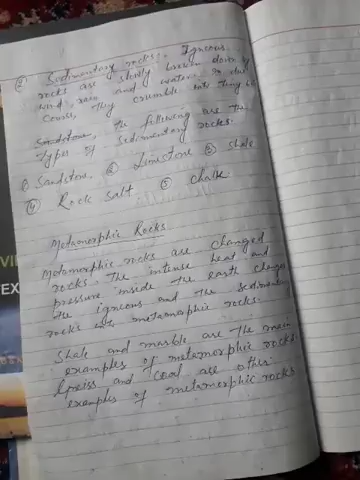 ② Sedimentary rocks: Igneous
rocks are slowly broken down by
wind, rain and water. In due
course, they crumble into tiny bits
the following are the
types of Sedimentary rocks.
① Sandstone, ② Limestone ③ shale
④ Rock salt ⑤ chalk
Metamorphic Rocks
Metamorphic rocks are changed
rocks. The intense heat and
pressure inside the earth change
the igneous and the sediment
rocks into metamorphic rocks.
Shale and marble are the main
examples of metamorphic rocks.
Gneiss and coal are other
examples of metamorphic rocks
VI
EX